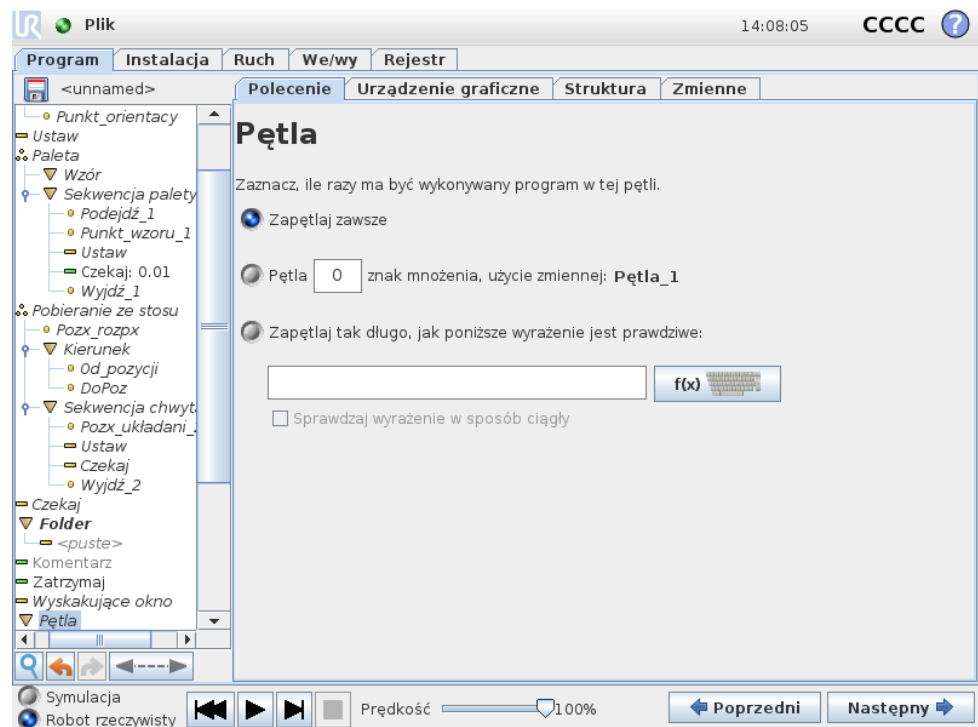 UR Plik 14:08:05 CCCC ?
Program Instalacja Ruch We/wy Rejestr
<unnamed>
Polecenie Urządzenie graficzne Struktura Zmienne
Punkt_orientacy
Ustaw
Paleta
Wzór
Sekwencja palety
Podejdź_1
Punkt_wzoru_1
Ustaw
Czekaj: 0.01
Wyjdź_1
Pobieranie ze stosu
Pozx_rozpx
Kierunek
Od_pozycji
DoPoz
Sekwencja chwyt
Pozx_układani_2
Ustaw
Czekaj
Wyjdź_2
Czekaj
Folder
<puste>
Komentarz
Zatrzymaj
Wyskakujące okno
Pętla
Pętla
Zaznacz, ile razy ma być wykonywany program w tej pętli.
Zapętlaj zawsze
Pętla 0 znak mnożenia, użycie zmiennej: Pętla_1
Zapętlaj tak długo, jak poniższe wyrażenie jest prawdziwe:
f(x)
Sprawdzaj wyrażenie w sposób ciągły
Symulacja
Robot rzeczywisty
Prędkość 100%
Poprzedni Następny